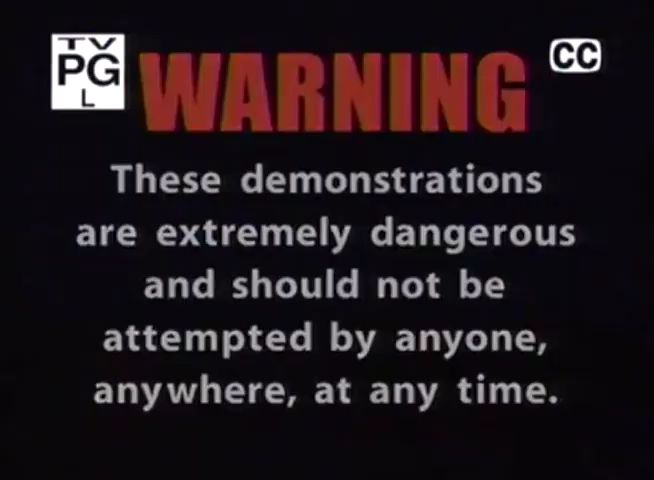 TV
PG
L
WARNING
CC
These demonstrations
are extremely dangerous
and should not be
attempted by anyone,
anywhere, at any time.